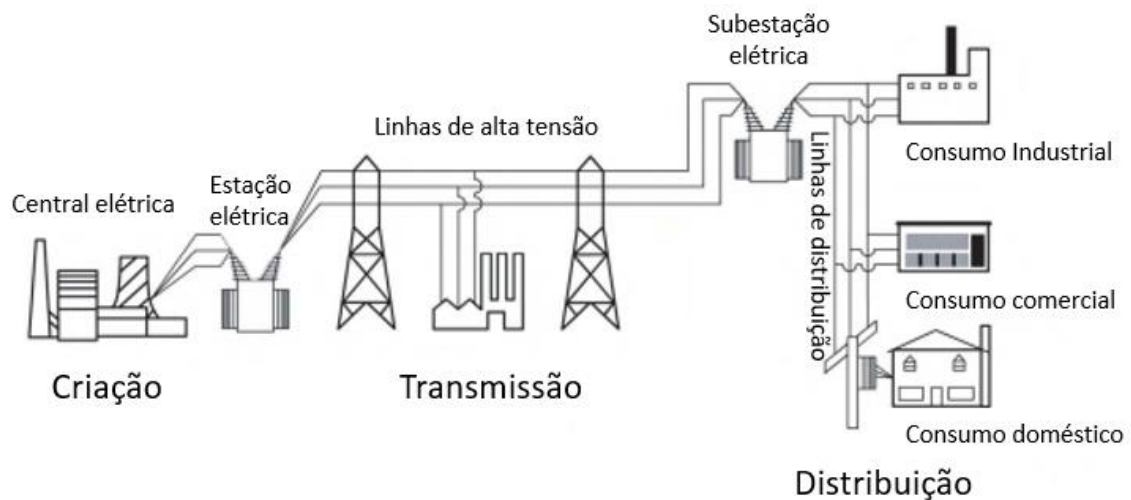 Subestação
elétrica
Linhas de alta tensão
Consumo Industrial
Estação
elétrica
Central elétrica
Linhas de distribuição
Consumo comercial
Criação
Transmissão
Consumo doméstico
Distribuição